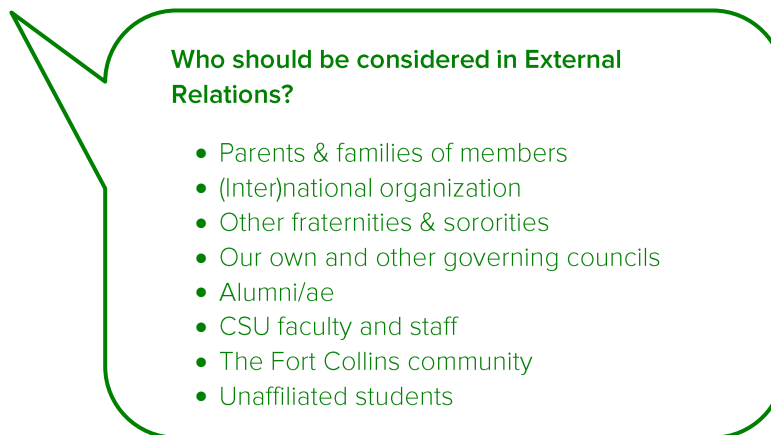 Who should be considered in External
Relations?
• Parents & families of members
• (Inter)national organization
• Other fraternities & sororities
• Our own and other governing councils
• Alumni/ae
• CSU faculty and staff
• The Fort Collins community
• Unaffiliated students